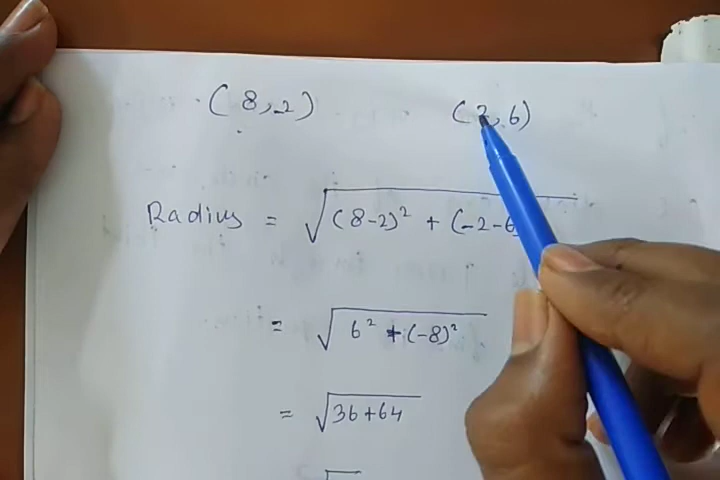 (8,-2) (2,6)
Radius = √(8-2)² + (-2-6
= √6² + (-8)²
= √36+64